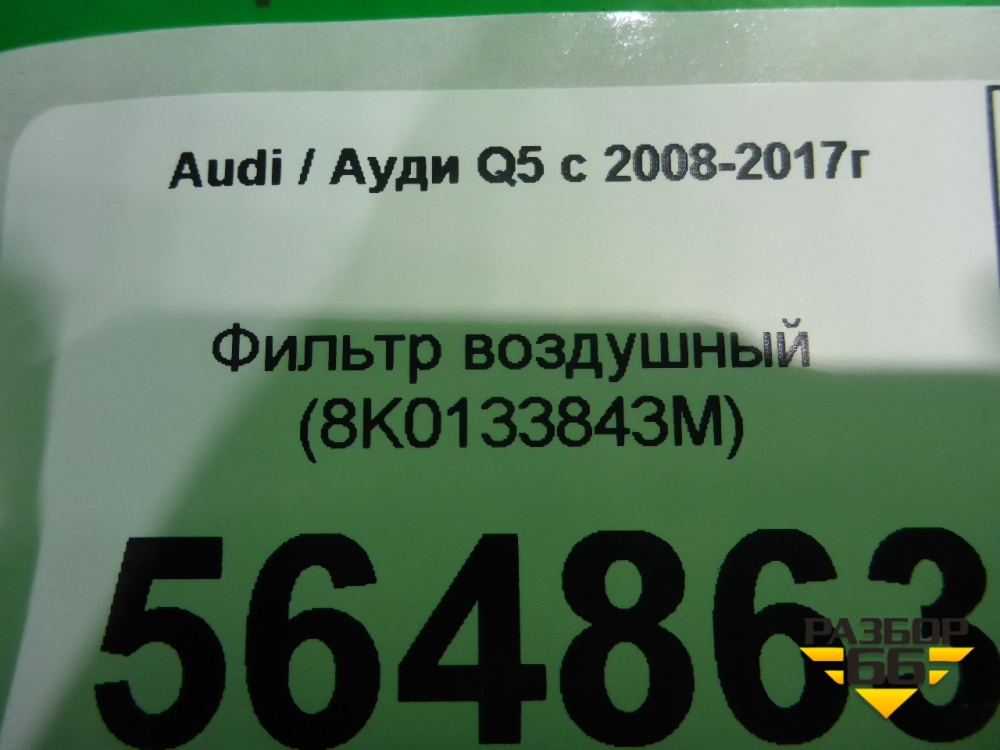 Audi / Ауди Q5 с 2008-2017г
Фильтр воздушный
(8K0133843M)
564863
РАЗБОР
66